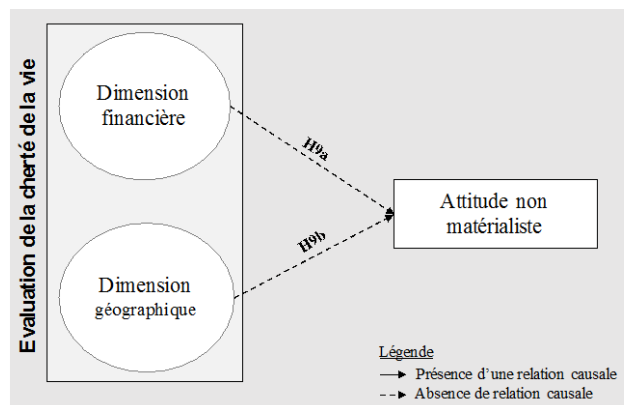 Evaluation de la cherté de la vie
Dimension
financière
H9a
Attitude non
matérialiste
H9b
Dimension
géographique
Légende
Présence d'une relation causale
Absence de relation causale